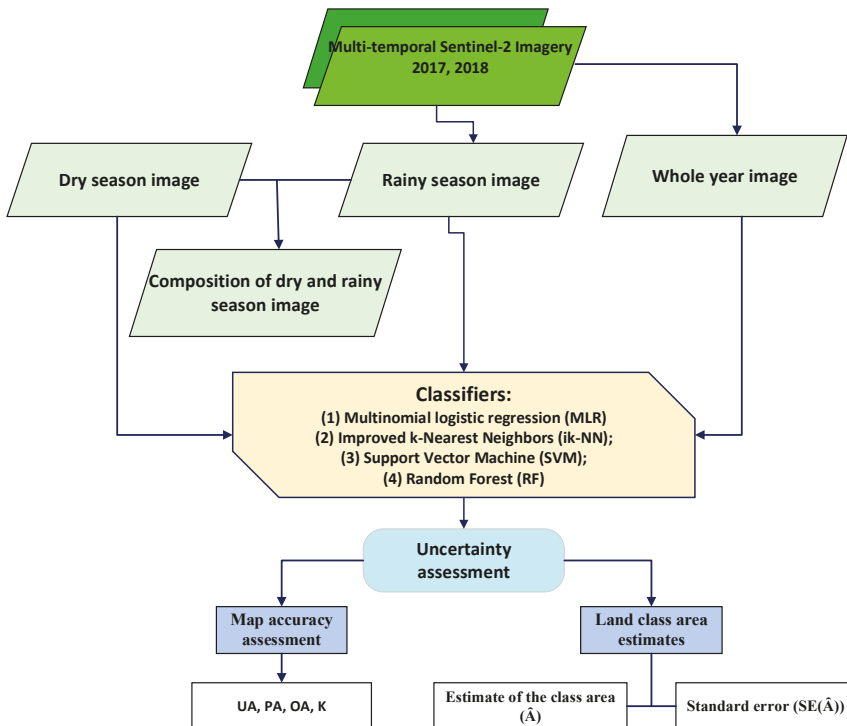 Multi-temporal Sentinel-2 Imagery
2017, 2018
Dry season image
Rainy season image
Whole year image
Composition of dry and rainy
season image
Classifiers:
(1) Multinomial logistic regression (MLR)
(2) Improved k-Nearest Neighbors (ik-NN);
(3) Support Vector Machine (SVM);
(4) Random Forest (RF)
Uncertainty
assessment
Map accuracy
assessment
Land class area
estimates
UA, PA, OA, K
Estimate of the class area
(Â)
Standard error (SE(Â))